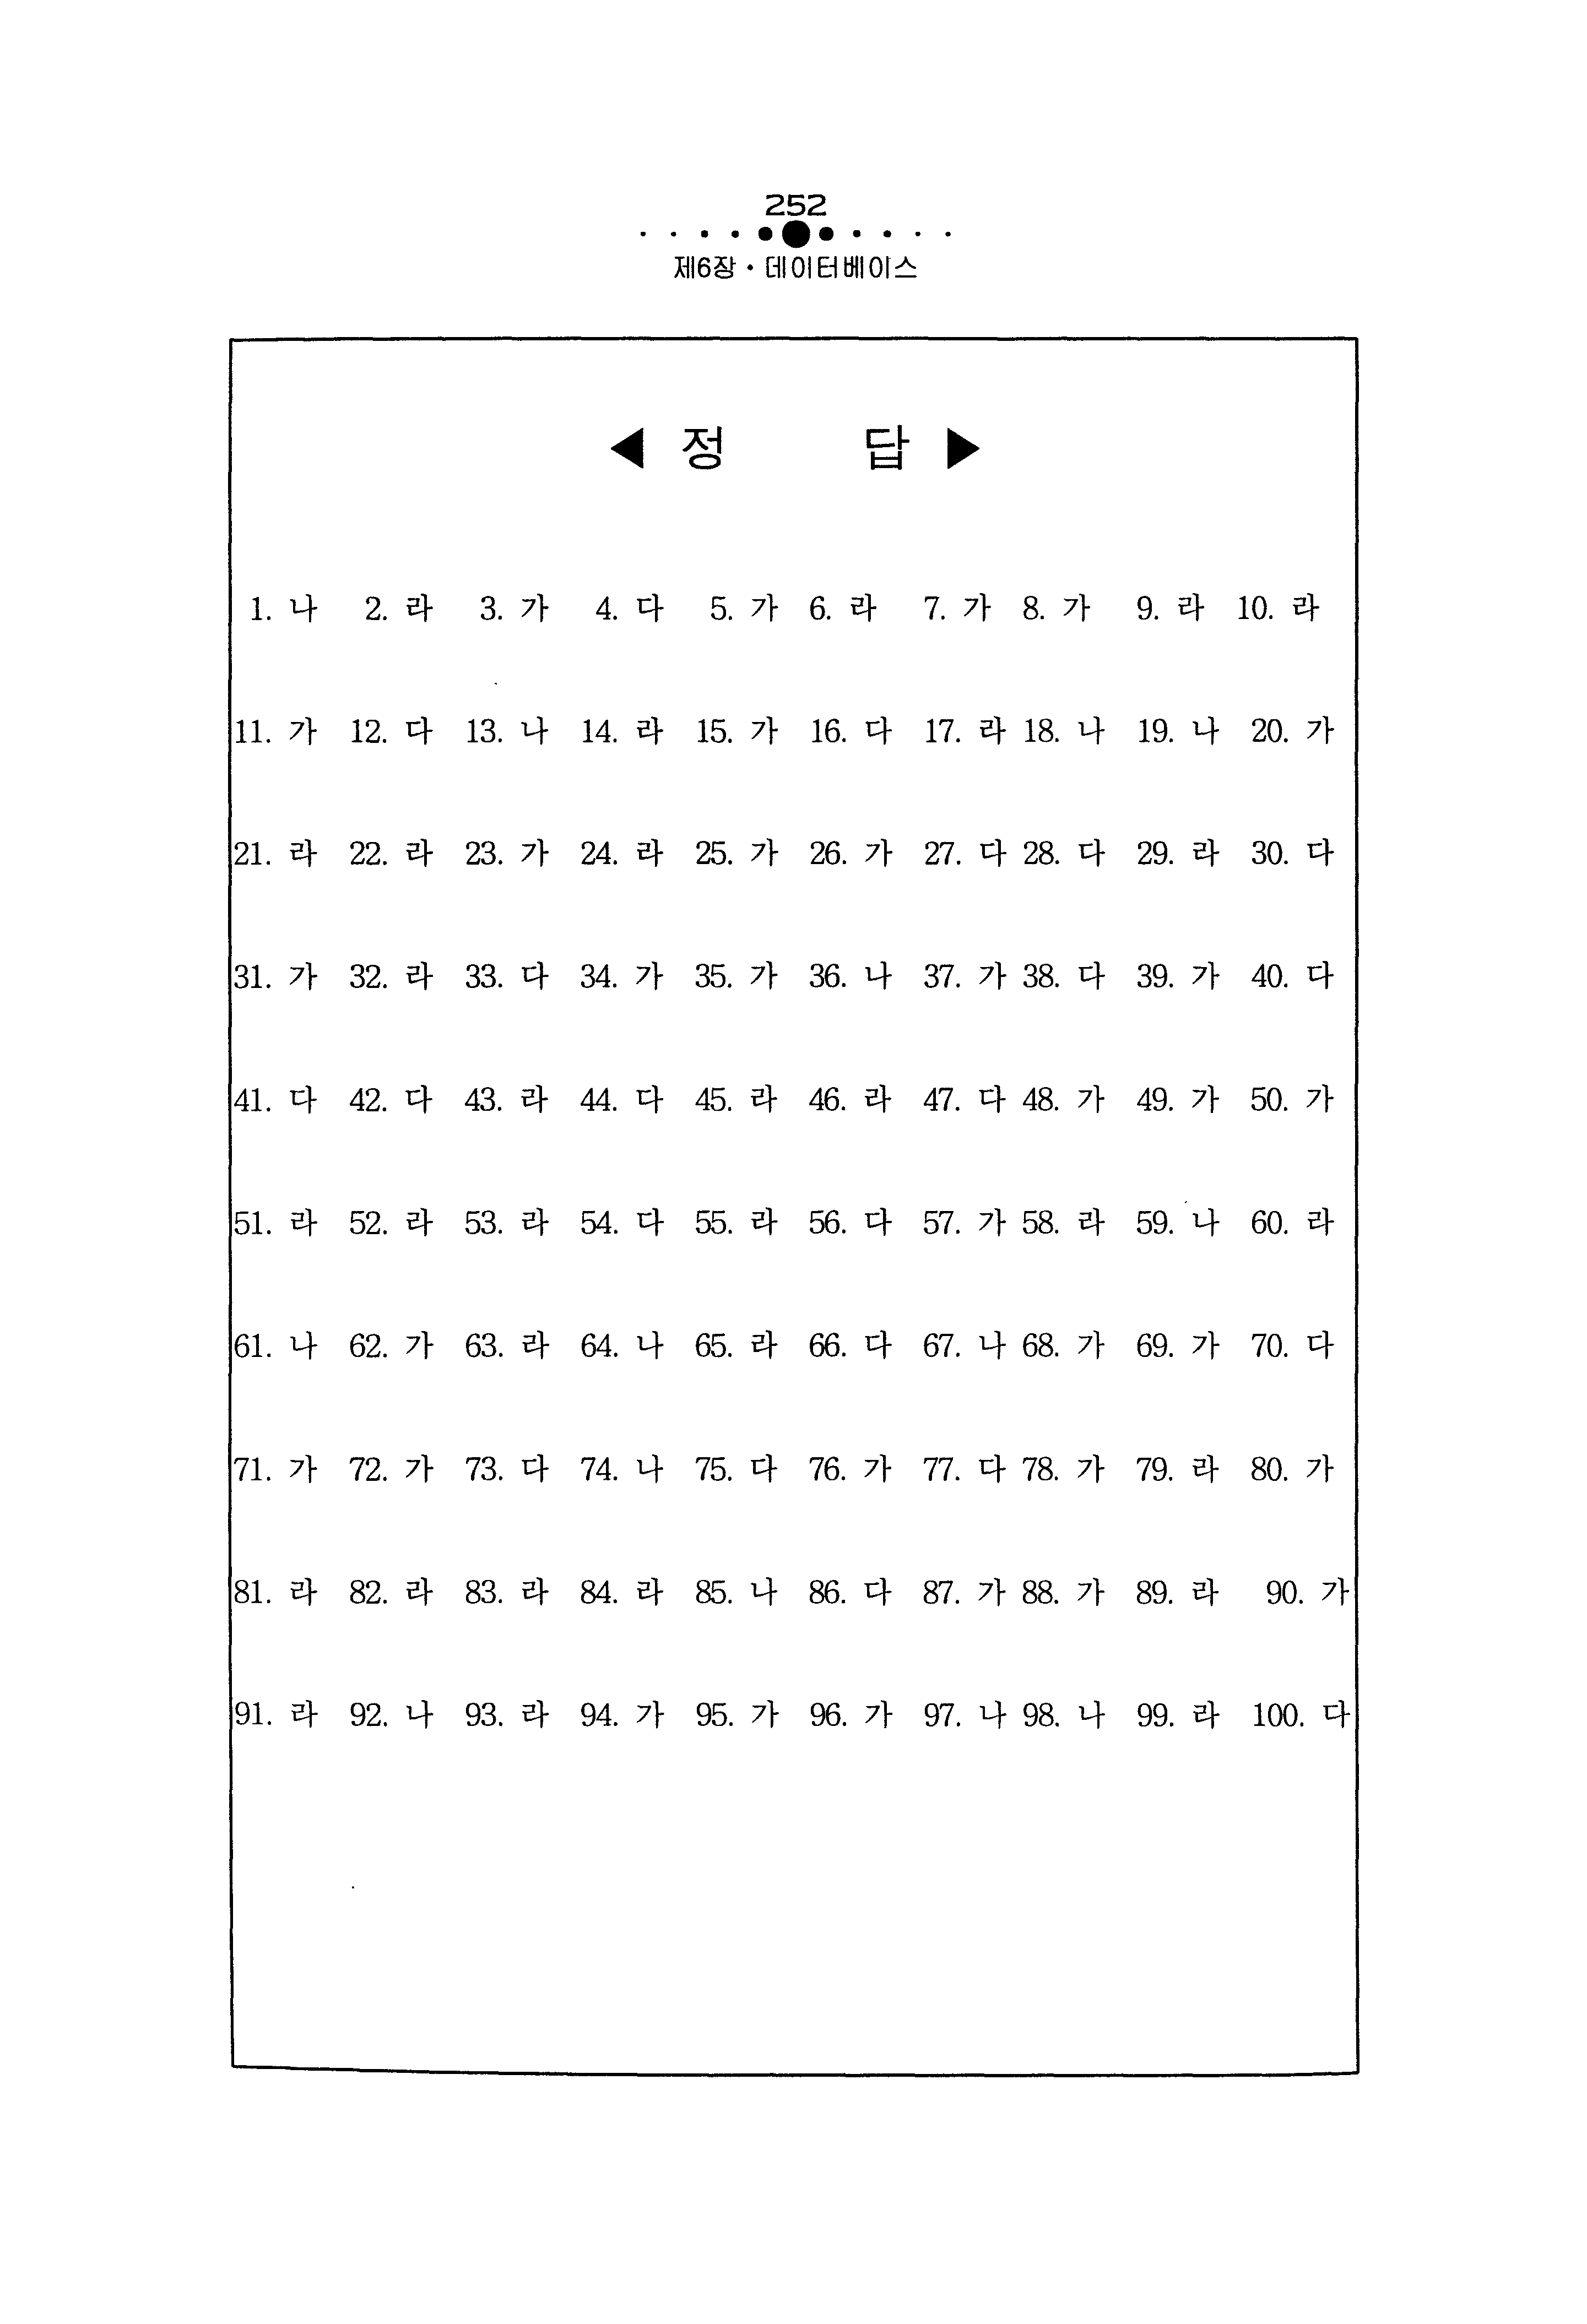 252
제6장 • 데이터베이스
◀ 정 답 ▶
1. 나 2. 라 3. 가 4. 다 5. 가 6. 라 7. 가 8. 가 9. 라 10. 라
11. 가 12. 다 13. 나 14. 라 15. 가 16. 다 17. 라 18. 나 19. 나 20. 가
21. 라 22. 라 23. 가 24. 라 25. 가 26. 가 27. 다 28. 다 29. 라 30. 다
31. 가 32. 라 33. 다 34. 가 35. 가 36. 나 37. 가 38. 다 39. 가 40. 다
41. 다 42. 다 43. 라 44. 다 45. 라 46. 라 47. 다 48. 가 49. 가 50. 가
51. 라 52. 라 53. 라 54. 다 55. 라 56. 다 57. 가 58. 라 59. 나 60. 라
61. 나 62. 가 63. 라 64. 나 65. 라 66. 다 67. 나 68. 가 69. 가 70. 다
71. 가 72. 가 73. 다 74. 나 75. 다 76. 가 77. 다 78. 가 79. 라 80. 가
81. 라 82. 라 83. 라 84. 라 85. 나 86. 다 87. 가 88. 가 89. 라 90. 가
91. 라 92. 나 93. 라 94. 가 95. 가 96. 가 97. 나 98. 나 99. 라 100. 다